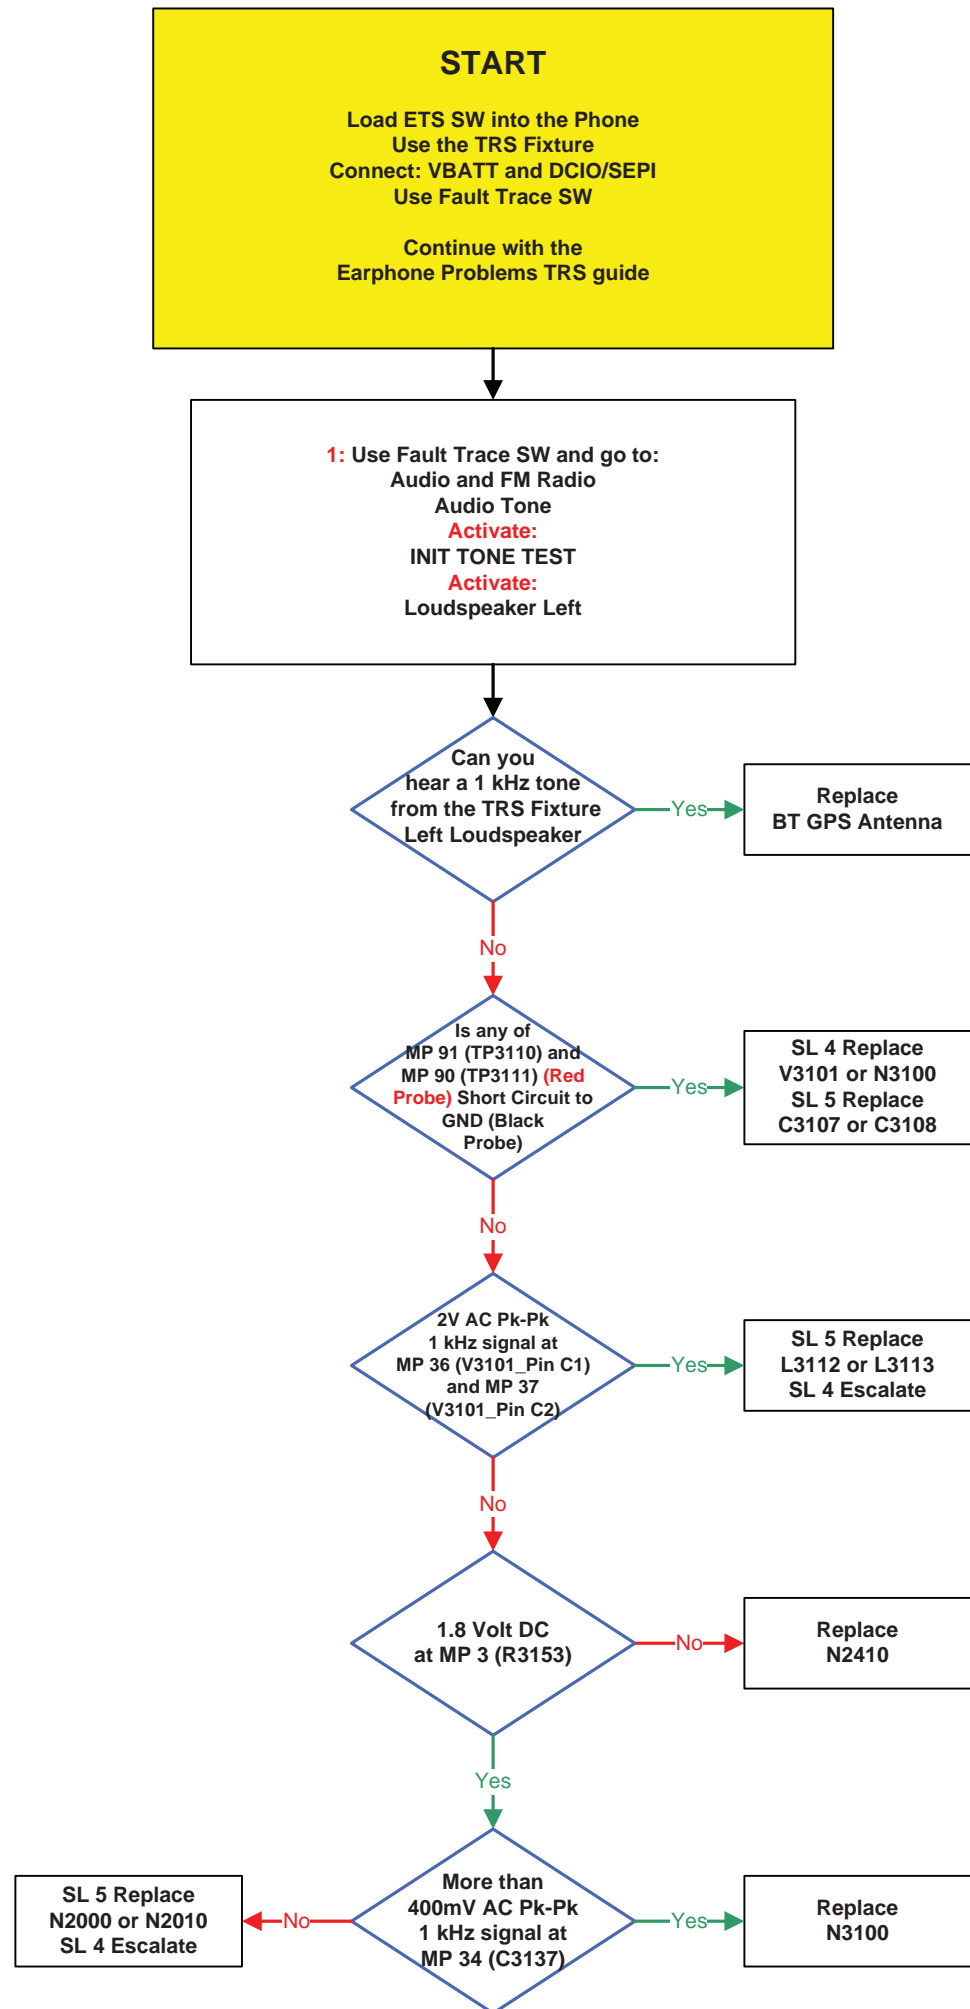 START
Load ETS SW into the Phone
Use the TRS Fixture
Connect: VBATT and DCIO/SEPI
Use Fault Trace SW
Continue with the
Earphone Problems TRS guide
1: Use Fault Trace SW and go to:
Audio and FM Radio
Audio Tone
Activate:
INIT TONE TEST
Activate:
Loudspeaker Left
Can you
hear a 1 kHz tone
from the TRS Fixture
Left Loudspeaker
Yes
Replace
BT GPS Antenna
No
Is any of
MP 91 (TP3110) and
MP 90 (TP3111) (Red
Probe) Short Circuit to
GND (Black
Probe)
Yes
SL 4 Replace
V3101 or N3100
SL 5 Replace
C3107 or C3108
No
2V AC Pk-Pk
1 kHz signal at
MP 36 (V3101_Pin C1)
and MP 37
(V3101_Pin C2)
Yes
SL 5 Replace
L3112 or L3113
SL 4 Escalate
No
1.8 Volt DC
at MP 3 (R3153)
No
Replace
N2410
Yes
More than
400mV AC Pk-Pk
1 kHz signal at
MP 34 (C3137)
No
SL 5 Replace
N2000 or N2010
SL 4 Escalate
Yes
Replace
N3100